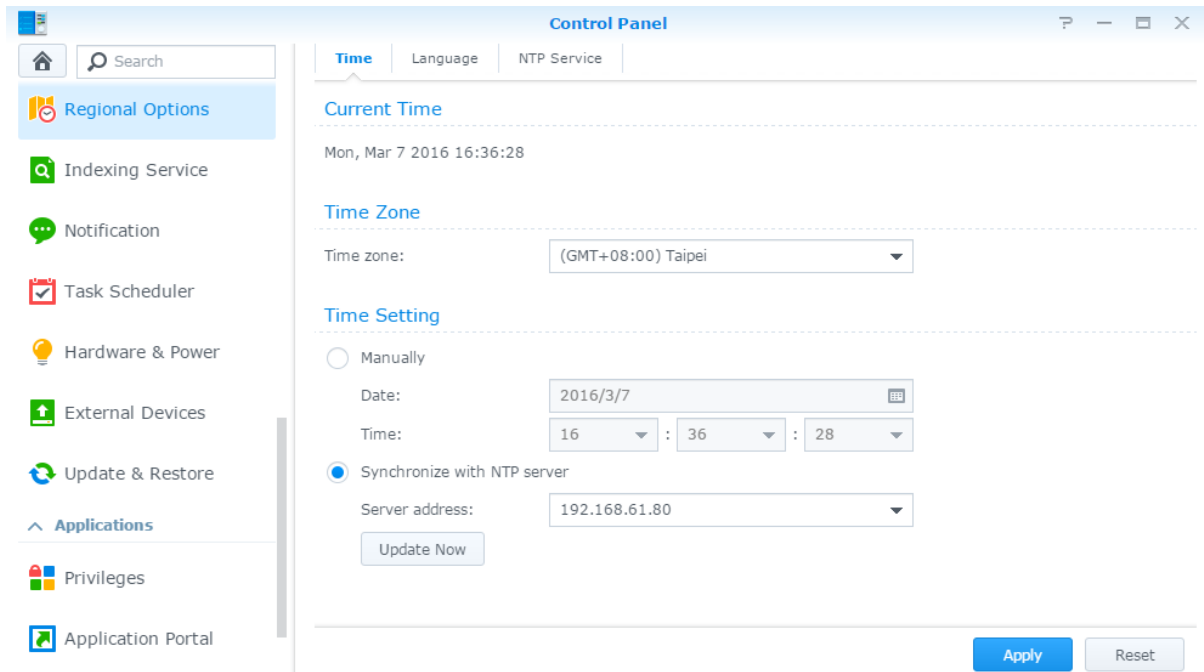 Control Panel
Search
Regional Options
Indexing Service
Notification
Task Scheduler
Hardware & Power
External Devices
Update & Restore
Applications
Privileges
Application Portal
Time Language NTP Service
Current Time
Mon, Mar 7 2016 16:36:28
Time Zone
Time zone: (GMT+08:00) Taipei
Time Setting
Manually
Date: 2016/3/7
Time: 16 : 36 : 28
Synchronize with NTP server
Server address: 192.168.61.80
Update Now
Apply Reset